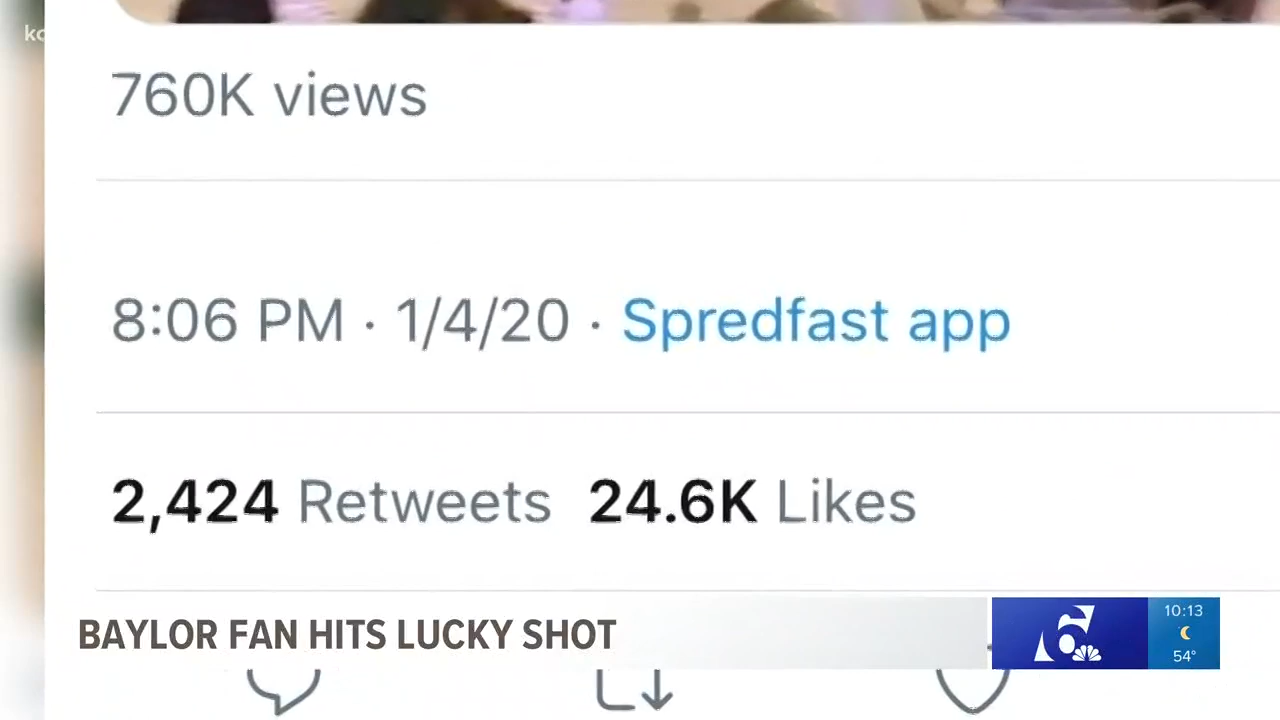 760K views
8:06 PM · 1/4/20 · Spredfast app
2,424 Retweets 24.6K Likes
BAYLOR FAN HITS LUCKY SHOT
6
10:13
54°